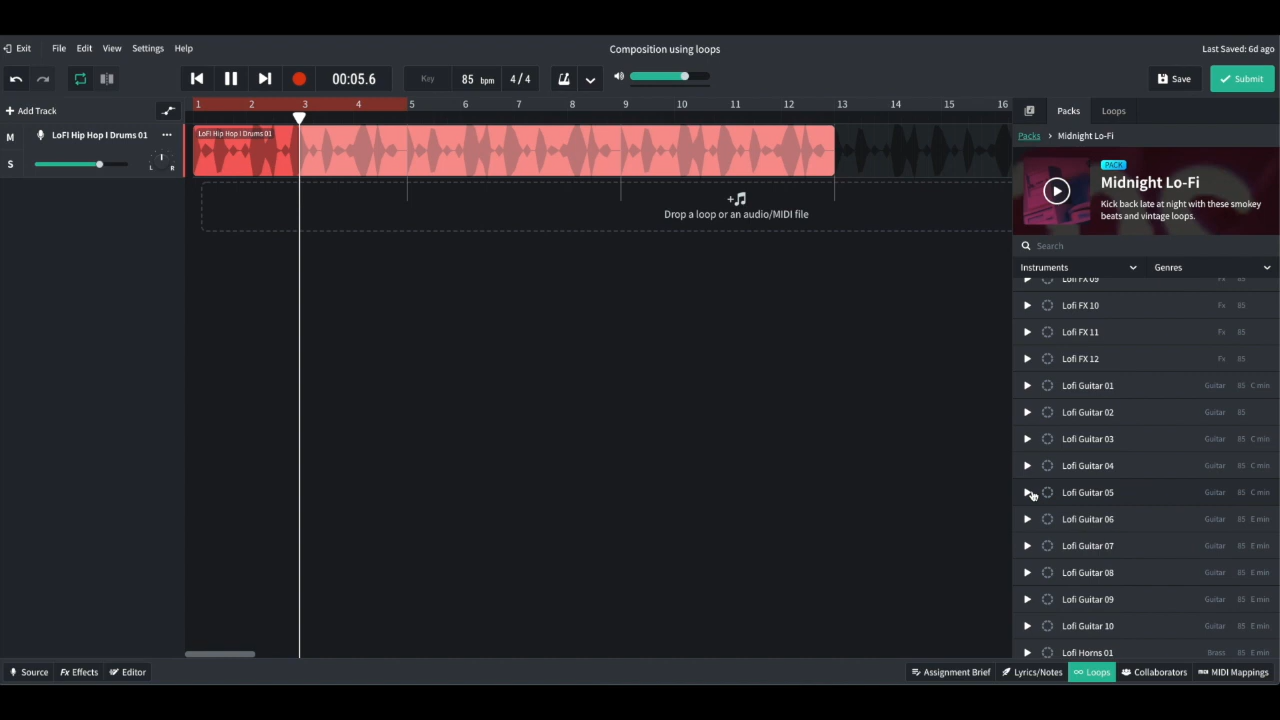 Exit File Edit View Settings Help
Composition using loops
Last Saved: 6d ago
00:05.6
Key
85 bpm
4 / 4
Save
Submit
+ Add Track
1 2 3 4 5 6 7 8 9 10 11 12 13 14 15 16
Packs Loops
M
LoFI Hip Hop I Drums 01 ...
S
L R
LoFI Hip Hop I Drums 01
Drop a loop or an audio/MIDI file
Packs > Midnight Lo-Fi
PACK
Midnight Lo-Fi
Kick back late at night with these smokey
beats and vintage loops.
Search
Instruments Genres
Lofi FX 09 Fx 85
Lofi FX 10 Fx 85
Lofi FX 11 Fx 85
Lofi FX 12 Fx 85
Lofi Guitar 01 Guitar 85 C min
Lofi Guitar 02 Guitar 85
Lofi Guitar 03 Guitar 85 C min
Lofi Guitar 04 Guitar 85 C min
Lofi Guitar 05 Guitar 85 C min
Lofi Guitar 06 Guitar 85 E min
Lofi Guitar 07 Guitar 85 E min
Lofi Guitar 08 Guitar 85 E min
Lofi Guitar 09 Guitar 85 E min
Lofi Guitar 10 Guitar 85 E min
Lofi Horns 01 Brass 85 E min
Source Fx Effects Editor
Assignment Brief Lyrics/Notes Loops Collaborators MIDI Mappings